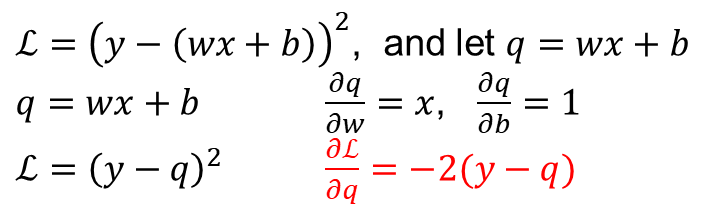 ℒ = (y − (wx + b))², and let q = wx + b
q = wx + b ∂q/∂w = x, ∂q/∂b = 1
ℒ = (y − q)² ∂ℒ/∂q = −2(y − q)